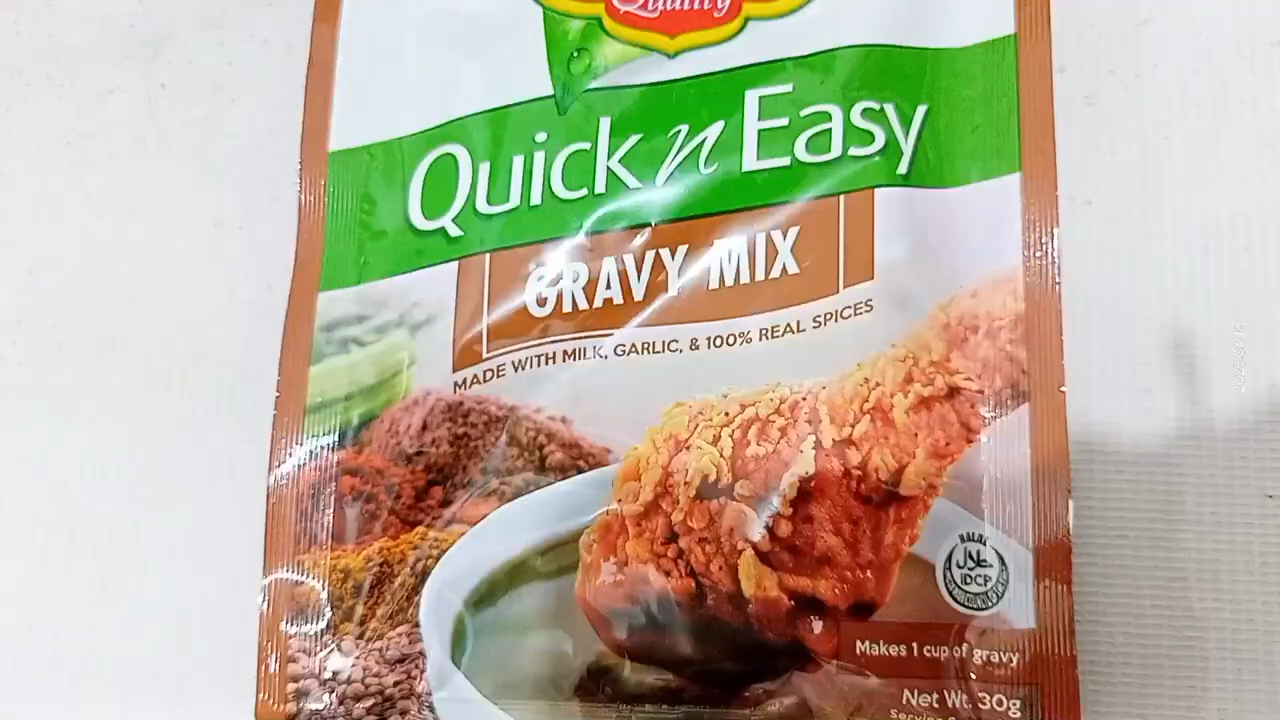 Quality
Quick n Easy
GRAVY MIX
MADE WITH MILK, GARLIC, & 100% REAL SPICES
HALAL
حلال
IDCP
Makes 1 cup of gravy
Net Wt. 30g